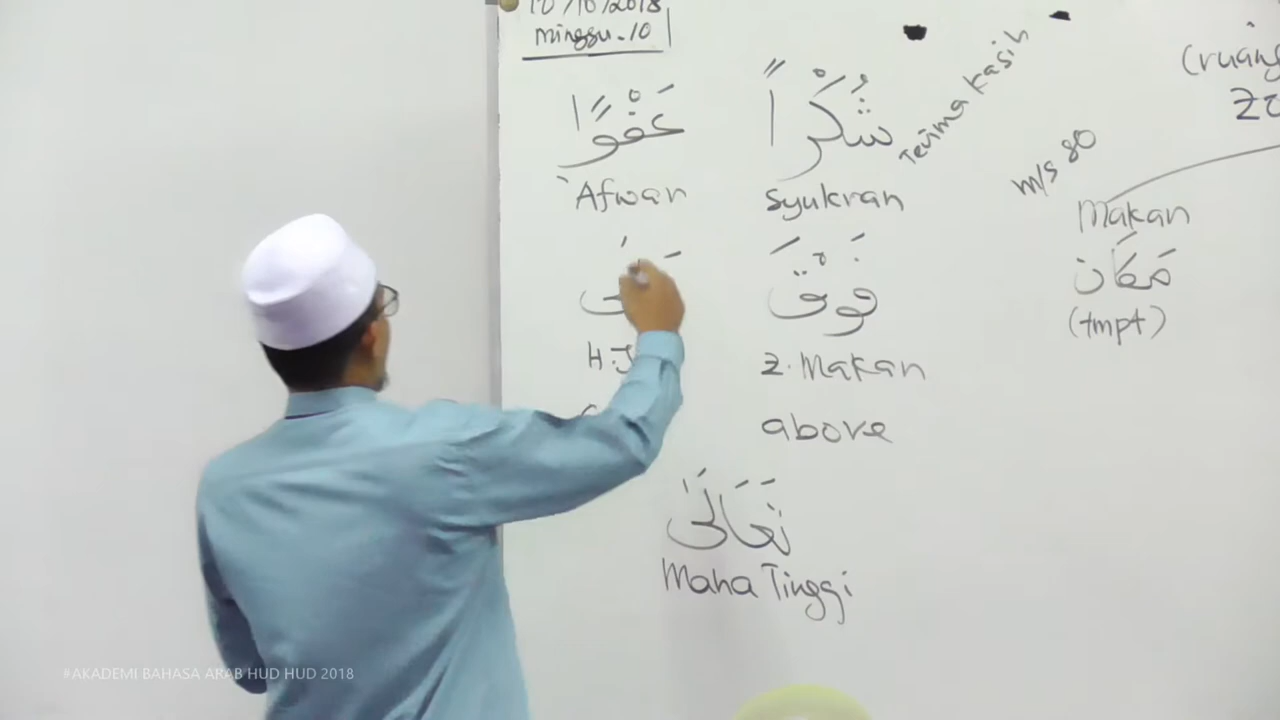 10/10/2018
minggu.10
شُكْرًا
عَفْوًا
Terima kasih
Syukran
`Afwan
m/s 80
(ruang
Makan
مَكَان
(tmpt)
فَوْقَ
Z. Makan
above
تَعَالَىٰ
Maha Tinggi
#AKADEMI BAHASA ARAB HUD HUD 2018